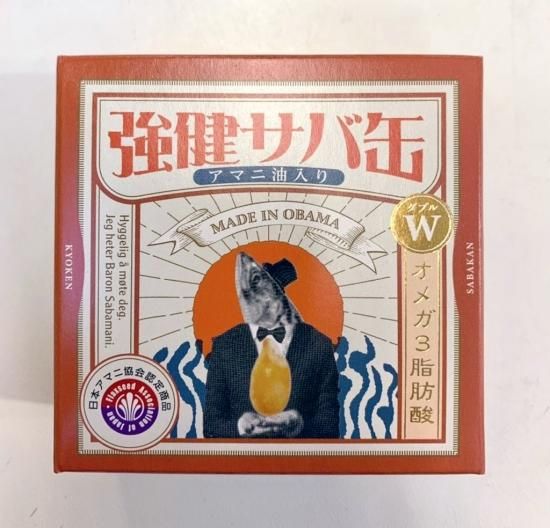 強健サバ缶
アマニ油入り
MADE IN OBAMA
ダブル
W
オメガ3脂肪酸
Hyggelig å møte deg.
Jeg heter Baron Sabamani.
KYOKEN
SABAKAN
日本アマニ協会認定商品
Flaxseed Association of Japan